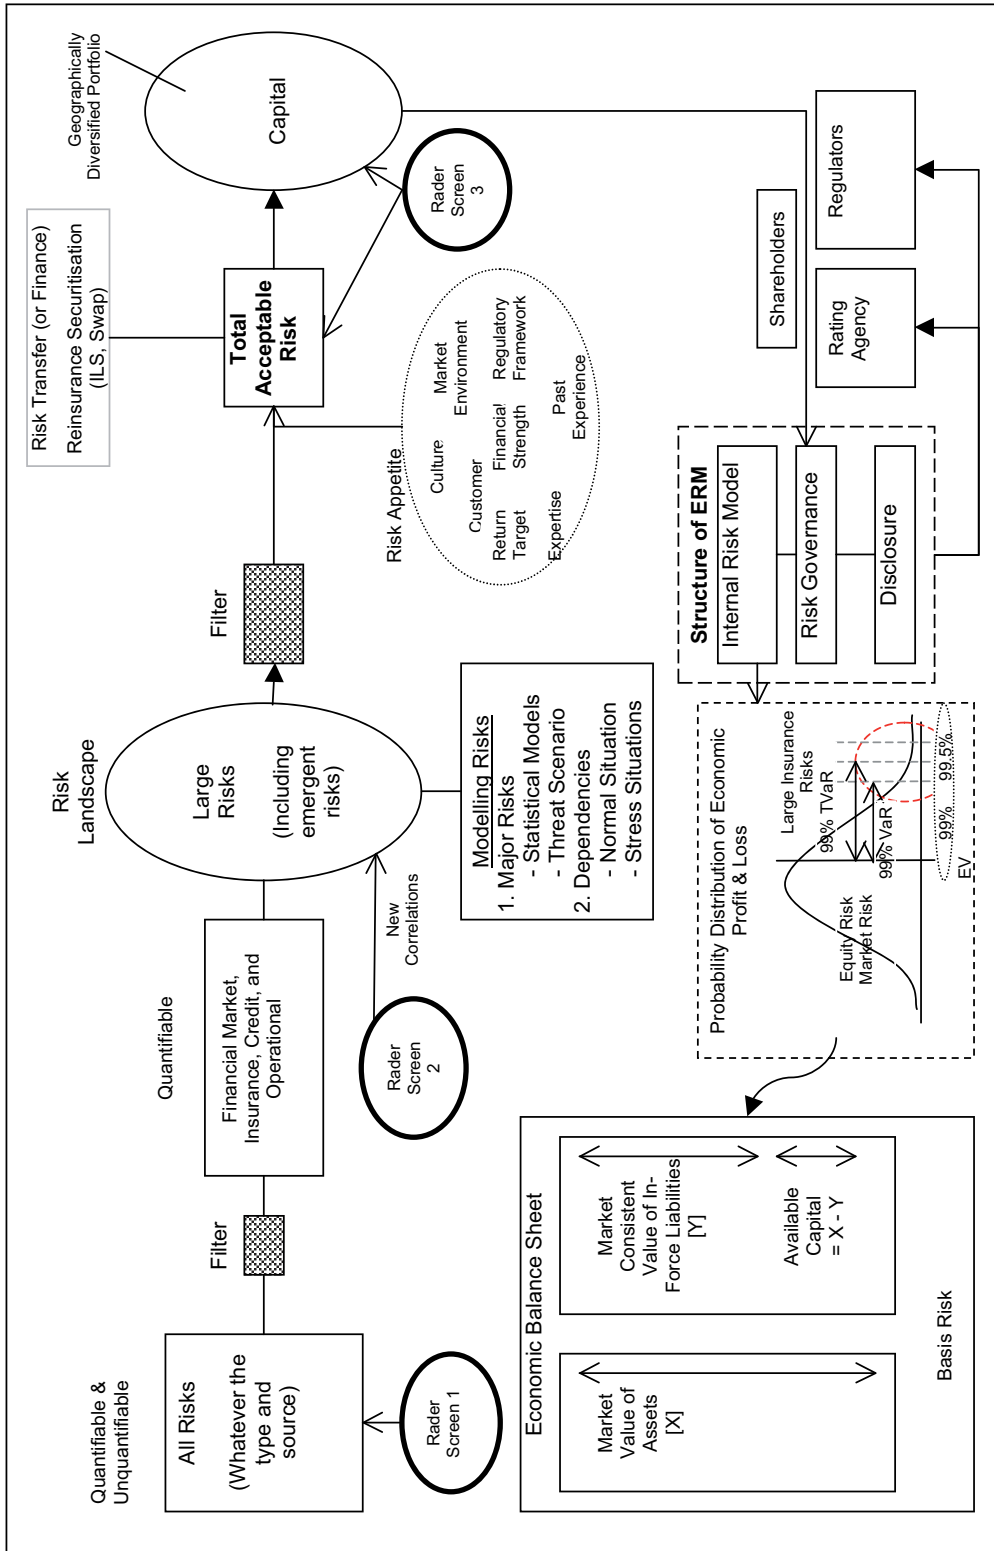 Quantifiable &
Unquantifiable
All Risks
(Whatever the
type and
source)
Rader
Screen 1
Filter
Quantifiable
Financial Market,
Insurance, Credit, and
Operational
Rader
Screen
2
New
Correlations
Risk
Landscape
Large
Risks
(Including
emergent
risks)
Modelling Risks
1. Major Risks
- Statistical Models
- Threat Scenario
2. Dependencies
- Normal Situation
- Stress Situations
Filter
Risk Transfer (or Finance)
Reinsurance Securitisation
(ILS, Swap)
Total
Acceptable
Risk
Risk Appetite
Culture
Market
Environment
Customer
Return
Target
Financial
Strength
Regulatory
Framework
Expertise
Past
Experience
Geographically
Diversified Portfolio
Capital
Rader
Screen
3
Economic Balance Sheet
Market
Value of
Assets
[X]
Market
Consistent
Value of In-
Force Liabilities
[Y]
Available
Capital
= X - Y
Basis Risk
Probability Distribution of Economic
Profit & Loss
Equity Risk
Market Risk
Large Insurance
Risks
99% TVaR
99% VaR
EV
99%
99.5%
Structure of ERM
Internal Risk Model
Risk Governance
Disclosure
Shareholders
Rating
Agency
Regulators